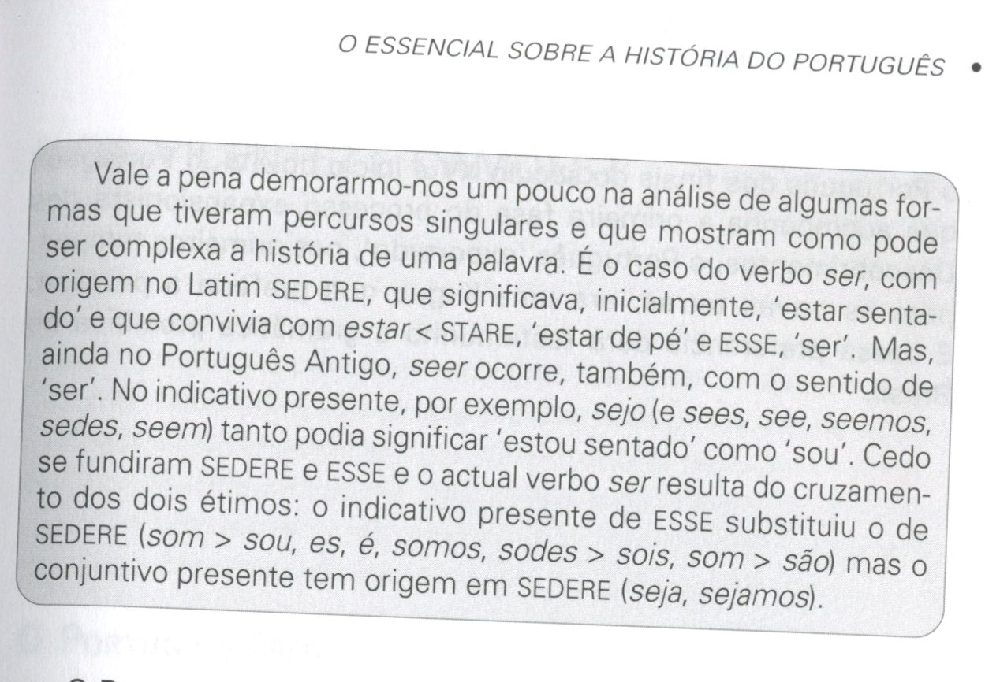 O ESSENCIAL SOBRE A HISTÓRIA DO PORTUGUÊS •
Vale a pena demorarmo-nos um pouco na análise de algumas for-
mas que tiveram percursos singulares e que mostram como pode
ser complexa a história de uma palavra. É o caso do verbo ser, com
origem no Latim SEDERE, que significava, inicialmente, ‘estar senta-
do’ e que convivia com estar < STARE, ‘estar de pé’ e ESSE, ‘ser’. Mas,
ainda no Português Antigo, seer ocorre, também, com o sentido de
‘ser’. No indicativo presente, por exemplo, sejo (e sees, see, seemos,
sedes, seem) tanto podia significar ‘estou sentado’ como ‘sou’. Cedo
se fundiram SEDERE e ESSE e o actual verbo ser resulta do cruzamen-
to dos dois étimos: o indicativo presente de ESSE substituiu o de
SEDERE (som > sou, es, é, somos, sodes > sois, som > são) mas o
conjuntivo presente tem origem em SEDERE (seja, sejamos).